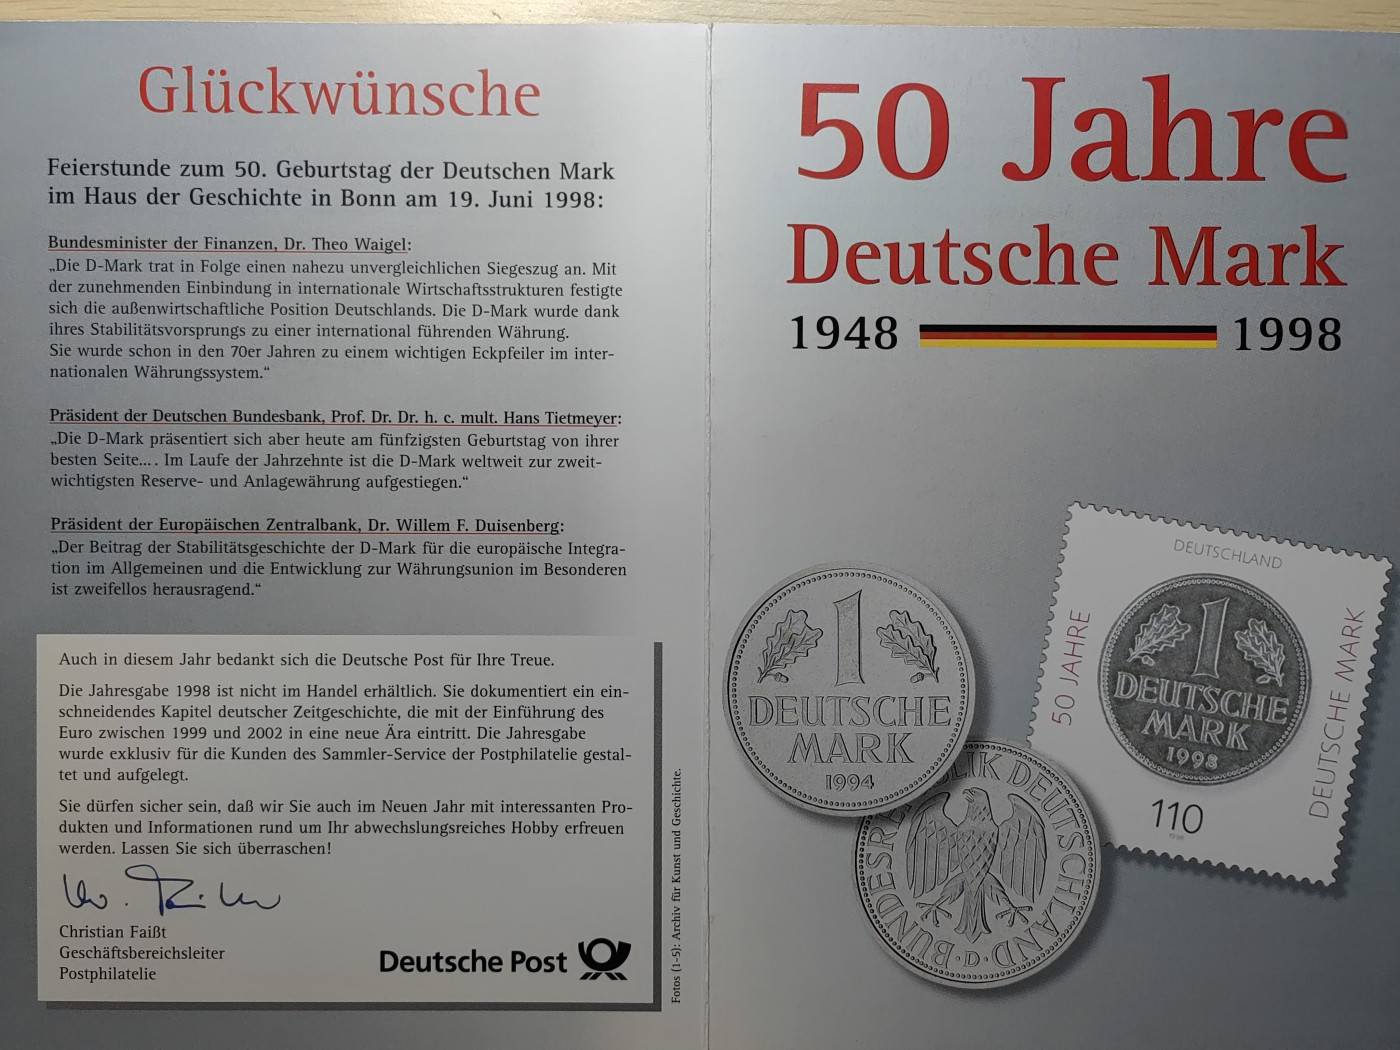 Glückwünsche
Feierstunde zum 50. Geburtstag der Deutschen Mark
im Haus der Geschichte in Bonn am 19. Juni 1998:
Bundesminister der Finanzen, Dr. Theo Waigel:
„Die D-Mark trat in Folge einen nahezu unvergleichlichen Siegeszug an. Mit
der zunehmenden Einbindung in internationale Wirtschaftsstrukturen festigte
sich die außenwirtschaftliche Position Deutschlands. Die D-Mark wurde dank
ihres Stabilitätsvorsprungs zu einer international führenden Währung.
Sie wurde schon in den 70er Jahren zu einem wichtigen Eckpfeiler im inter-
nationalen Währungssystem.“
Präsident der Deutschen Bundesbank, Prof. Dr. Dr. h. c. mult. Hans Tietmeyer:
„Die D-Mark präsentiert sich aber heute am fünfzigsten Geburtstag von ihrer
besten Seite.... Im Laufe der Jahrzehnte ist die D-Mark weltweit zur zweit-
wichtigsten Reserve- und Anlagewährung aufgestiegen.“
Präsident der Europäischen Zentralbank, Dr. Willem F. Duisenberg:
„Der Beitrag der Stabilitätsgeschichte der D-Mark für die europäische Integra-
tion im Allgemeinen und die Entwicklung zur Währungsunion im Besonderen
ist zweifellos herausragend.“
Auch in diesem Jahr bedankt sich die Deutsche Post für Ihre Treue.
Die Jahresgabe 1998 ist nicht im Handel erhältlich. Sie dokumentiert ein ein-
schneidendes Kapitel deutscher Zeitgeschichte, die mit der Einführung des
Euro zwischen 1999 und 2002 in eine neue Ära eintritt. Die Jahresgabe
wurde exklusiv für die Kunden des Sammler-Service der Postphilatelie gestal-
tet und aufgelegt.
Sie dürfen sicher sein, daß wir Sie auch im Neuen Jahr mit interessanten Pro-
dukten und Informationen rund um Ihr abwechslungsreiches Hobby erfreuen
werden. Lassen Sie sich überraschen!
Christian Faißt
Geschäftsbereichsleiter
Postphilatelie
Deutsche Post
Fotos (1-5): Archiv für Kunst und Geschichte.
50 Jahre
Deutsche Mark
1948 1998
1
DEUTSCHE
MARK
1994
BUNDESRE BLIK DEUTSCHLAND
D
DEUTSCHLAND
50 JAHRE
DEUTSCHE MARK
1
DEUTSCHE
MARK
1998
110